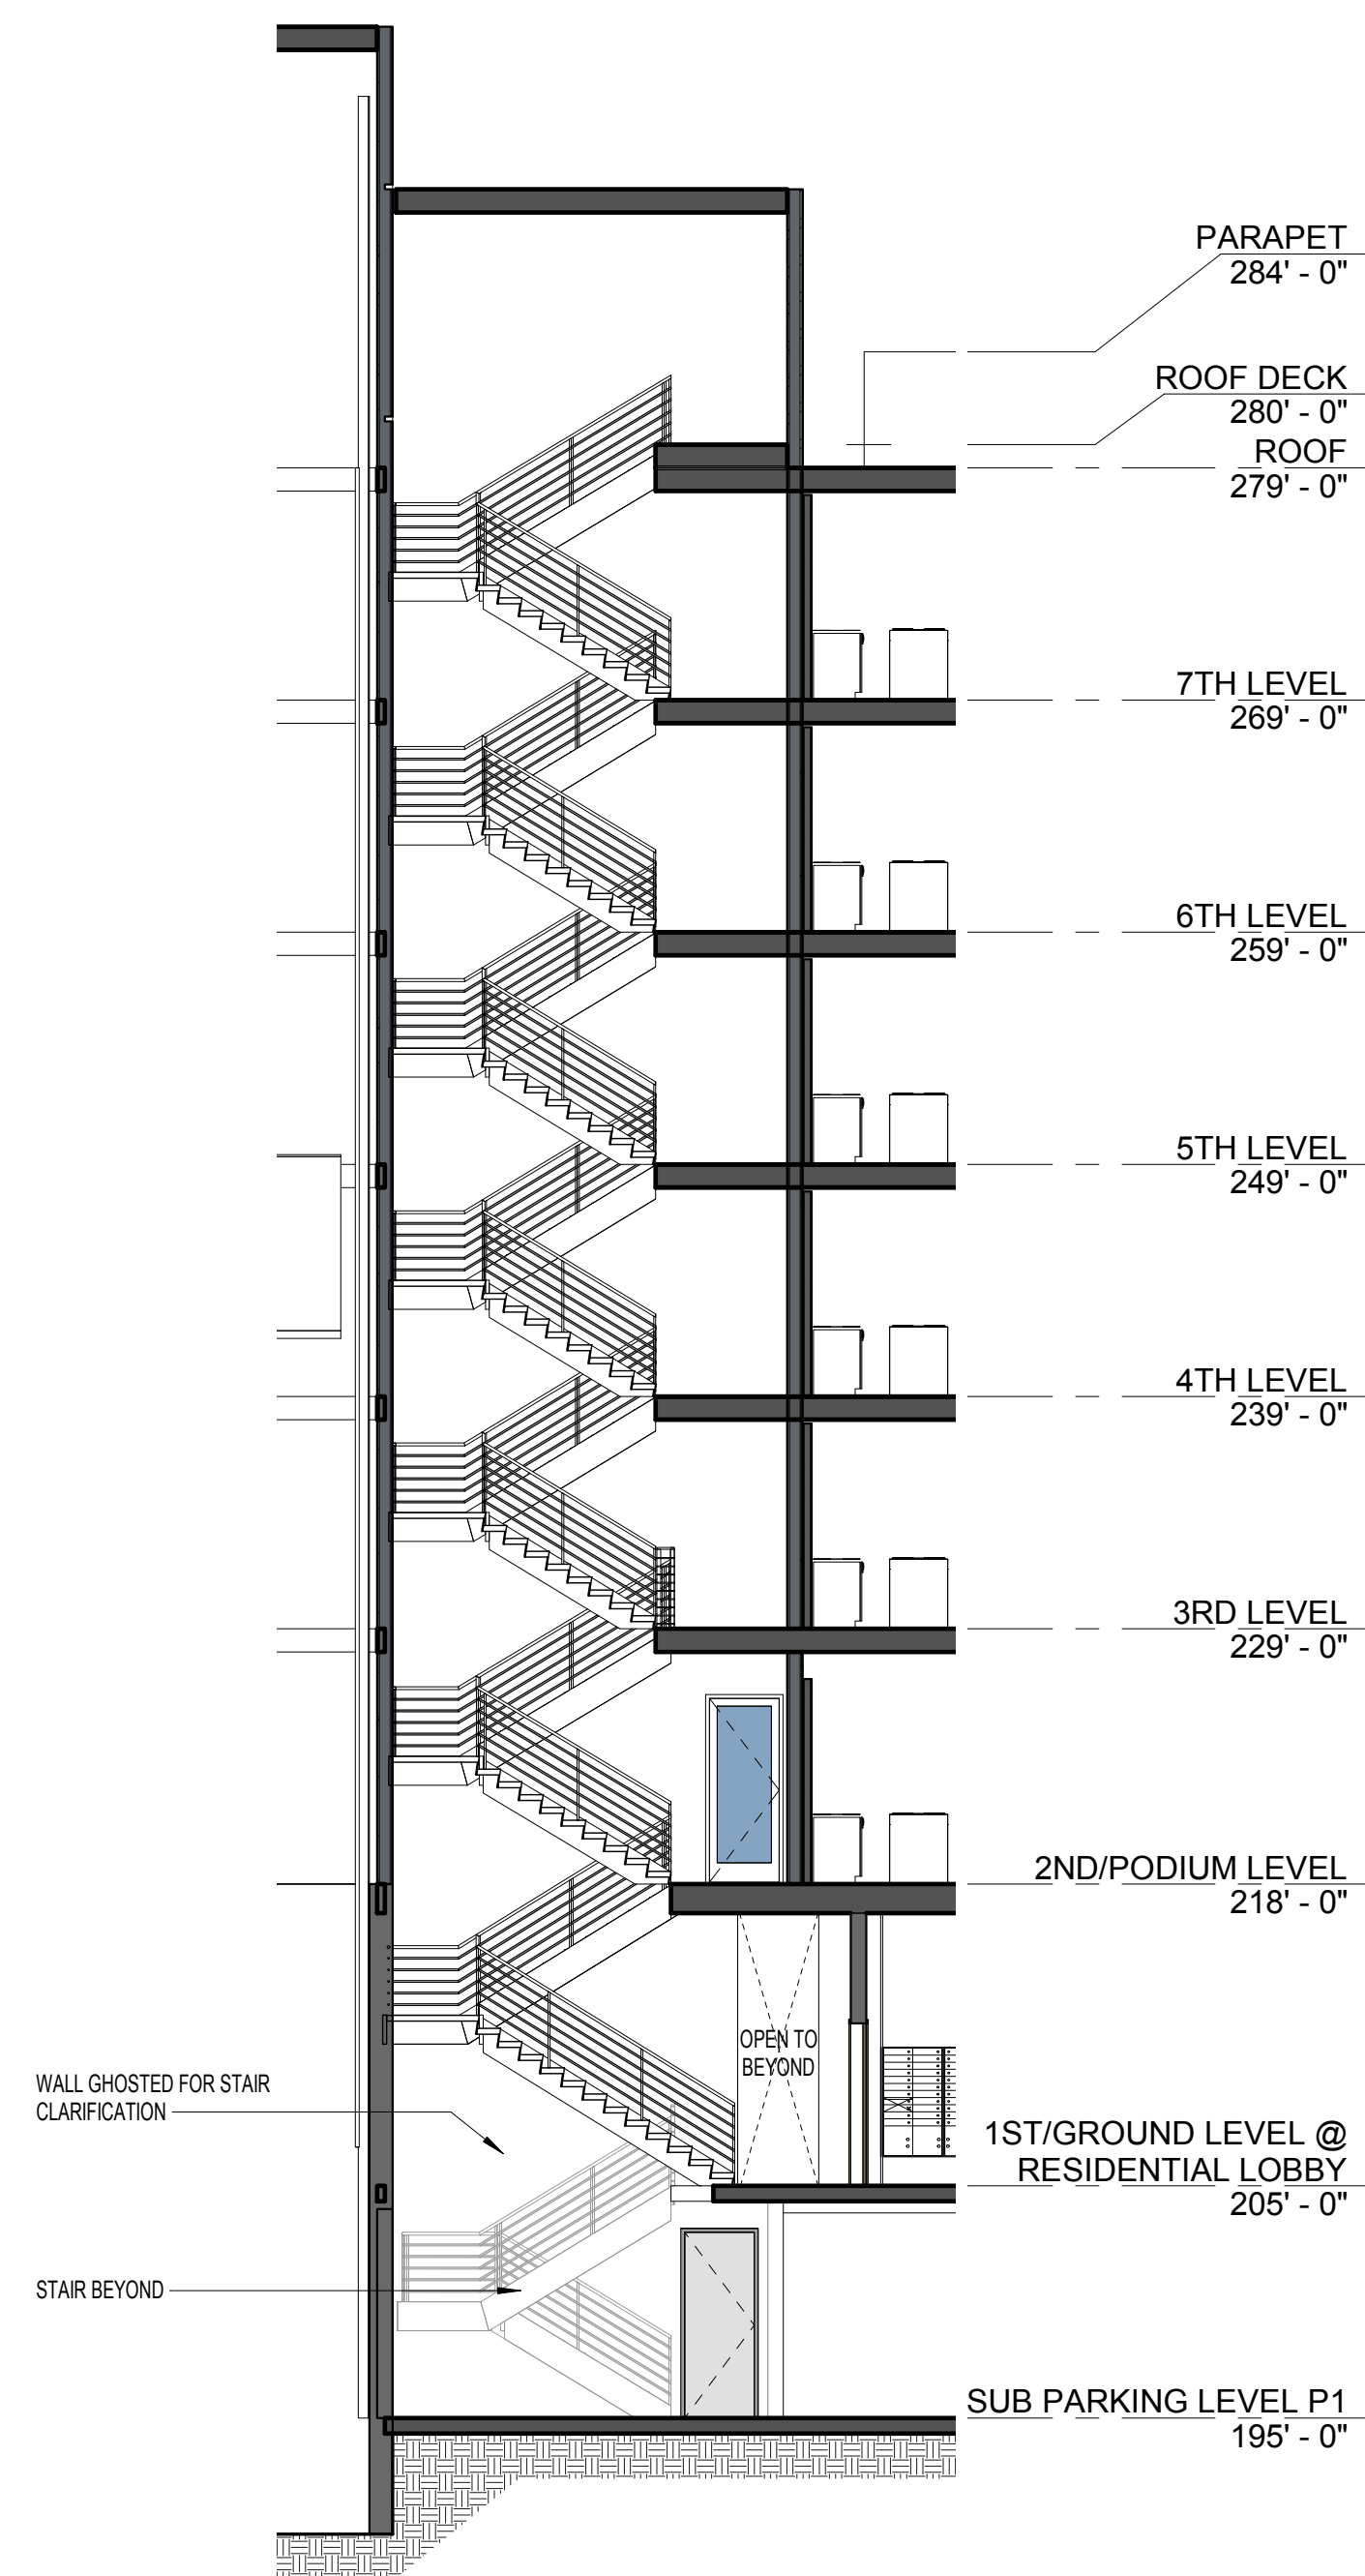 PARAPET
284' - 0"
ROOF DECK
280' - 0"
ROOF
279' - 0"
7TH LEVEL
269' - 0"
6TH LEVEL
259' - 0"
5TH LEVEL
249' - 0"
4TH LEVEL
239' - 0"
3RD LEVEL
229' - 0"
2ND/PODIUM LEVEL
218' - 0"
OPEN TO
BEYOND
WALL GHOSTED FOR STAIR
CLARIFICATION
1ST/GROUND LEVEL @
RESIDENTIAL LOBBY
205' - 0"
STAIR BEYOND
SUB PARKING LEVEL P1
195' - 0"